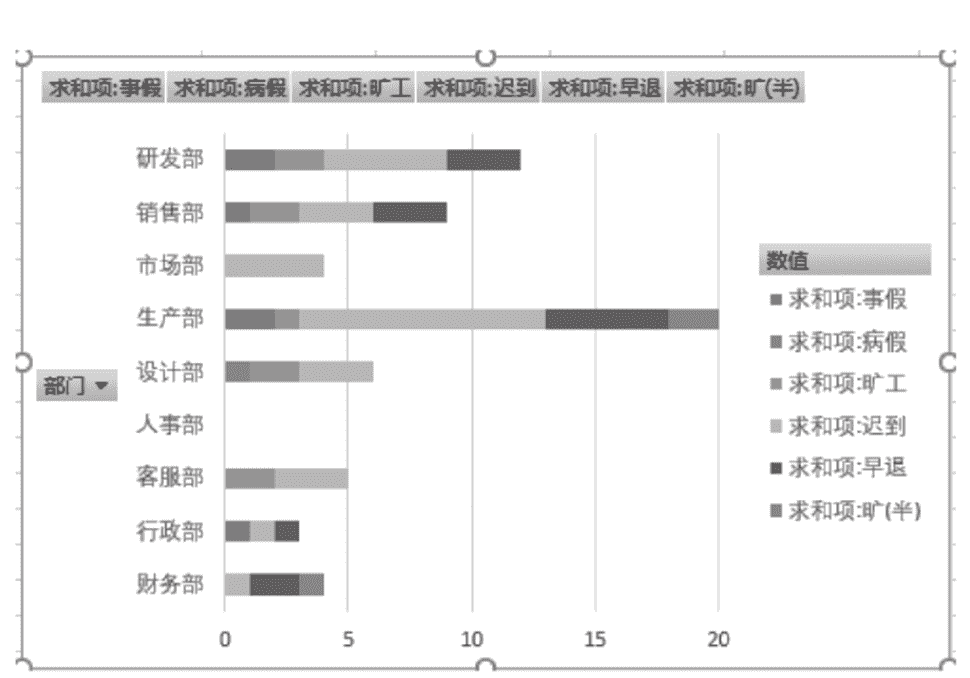 求和项:事假 求和项:病假 求和项:旷工 求和项:迟到 求和项:早退 求和项:旷(半)
研发部
销售部
市场部
生产部
设计部
人事部
客服部
行政部
财务部
部门
0 5 10 15 20
数值
求和项:事假
求和项:病假
求和项:旷工
求和项:迟到
求和项:早退
求和项:旷(半)